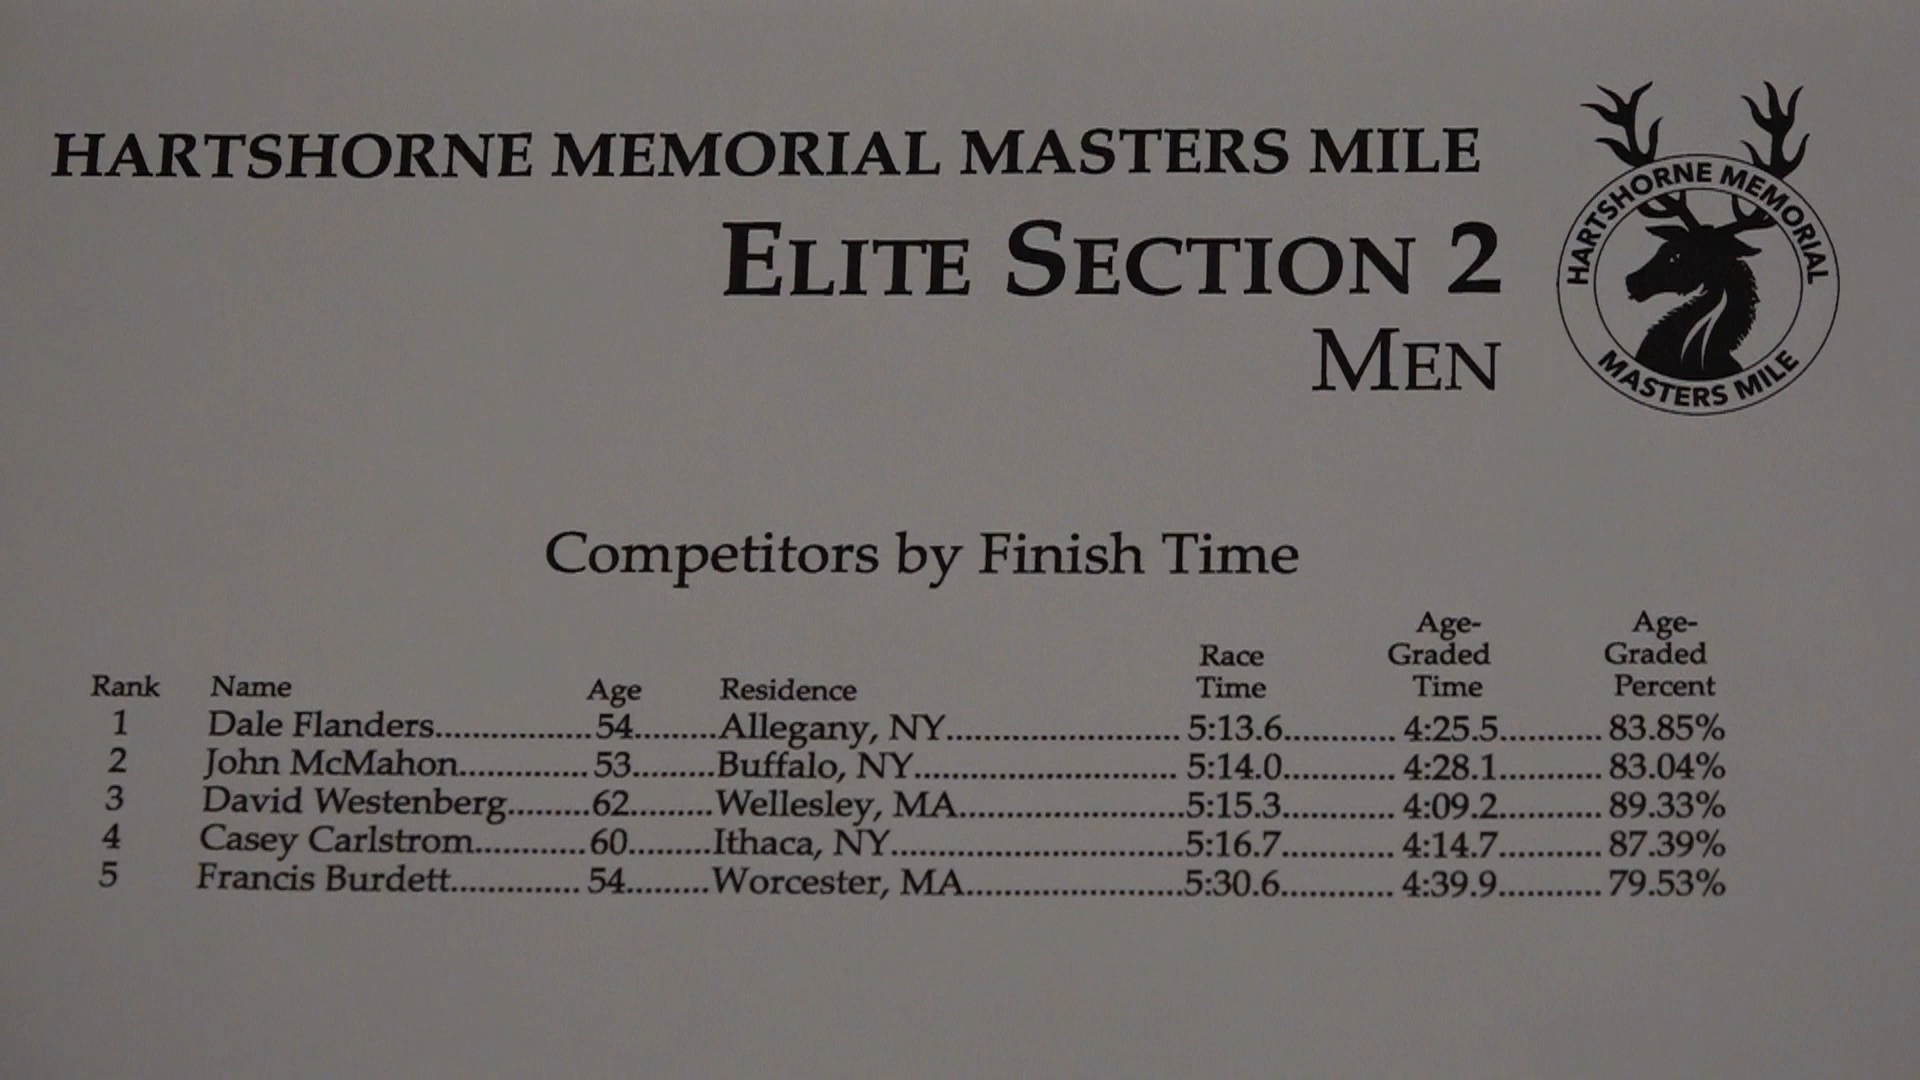 HARTSHORNE MEMORIAL MASTERS MILE
ELITE SECTION 2
MEN
HARTSHORNE MEMORIAL
MASTERS MILE
Competitors by Finish Time
Rank Name Age Residence Race Time Age-Graded Time Age-Graded Percent
1 Dale Flanders................54.........Allegany, NY........................ 5:13.6........... 4:25.5.......... 83.85%
2 John McMahon............. 53.........Buffalo, NY........................... 5:14.0........... 4:28.1.......... 83.04%
3 David Westenberg.........62.........Wellesley, MA.......................5:15.3........... 4:09.2.......... 89.33%
4 Casey Carlstrom............60.........Ithaca, NY..............................5:16.7........... 4:14.7.......... 87.39%
5 Francis Burdett.............. 54.........Worcester, MA......................5:30.6........... 4:39.9.......... 79.53%